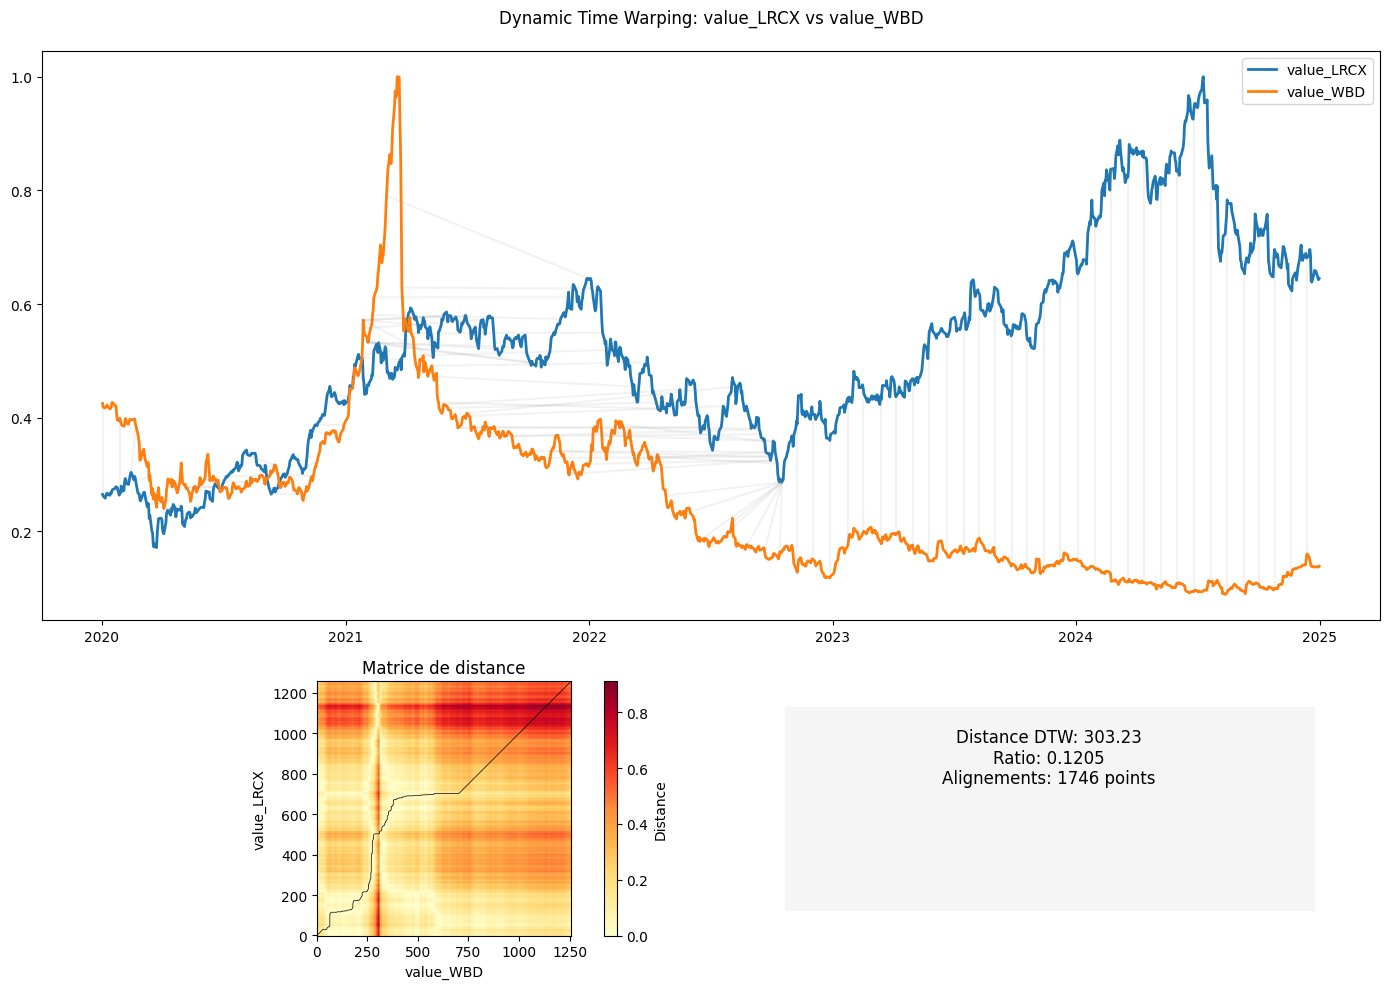 Dynamic Time Warping: value_LRCX vs value_WBD
value_LRCX
value_WBD
1.0
0.8
0.6
0.4
0.2
2020 2021 2022 2023 2024 2025
Matrice de distance
1200
1000
800
600
400
200
0
value_LRCX
0 250 500 750 1000 1250
value_WBD
0.8
0.6
0.4
0.2
0.0
Distance
Distance DTW: 303.23
Ratio: 0.1205
Alignements: 1746 points